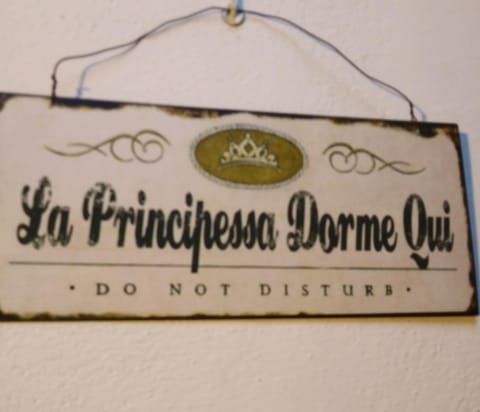 La Principessa Dorme Qui
• DO NOT DISTURB •